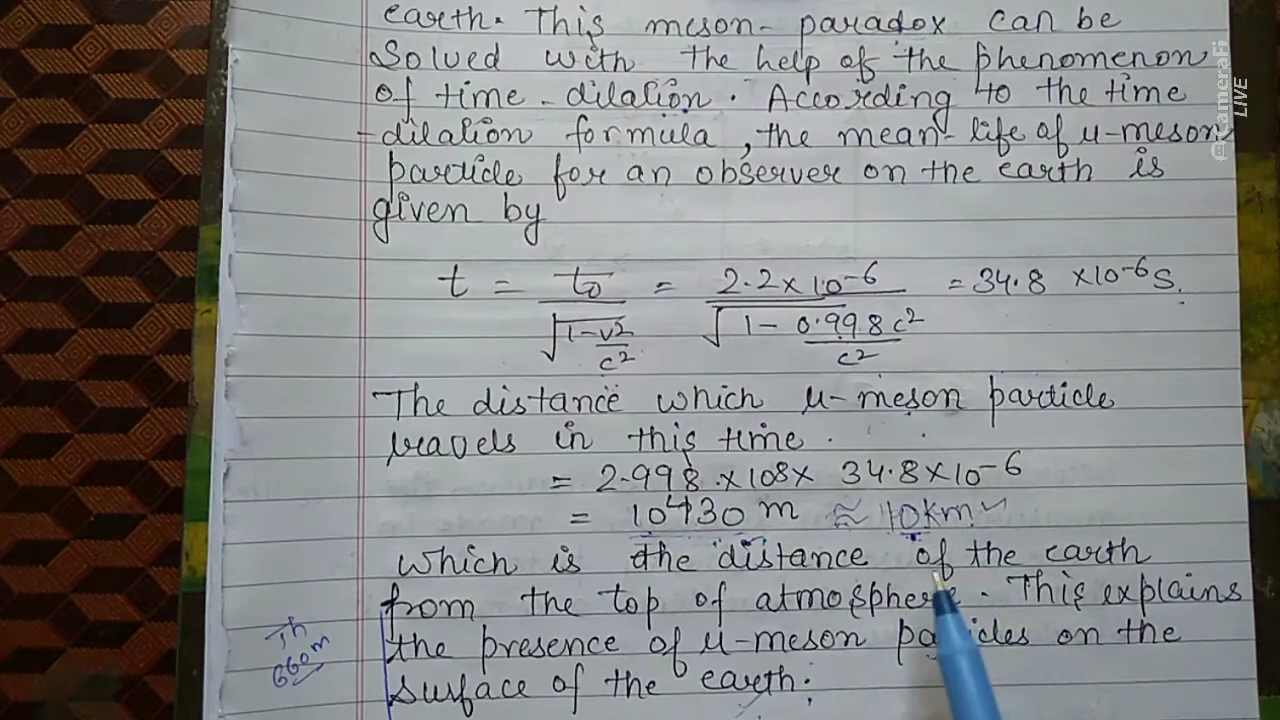 earth. This meson-paradox can be
Solved with the help of the phenomenon
of time-dilation. According to the time
-dilation formula, the mean-life of u-meson
particle for an observer on the earth is
given by
t = to/√1-v2/c2 = 2.2×10-6/√1-0.998c2/c2 = 34.8 ×10-6S.
The distance which u-meson particle
travels in this time.
= 2.998×108× 34.8×10-6
= 10430 m ≈ 10km
which is the distance of the earth
from the top of atmosphere. This explains
the presence of u-meson particles on the
surface of the earth.
Th
660m
CameraFi
LIVE